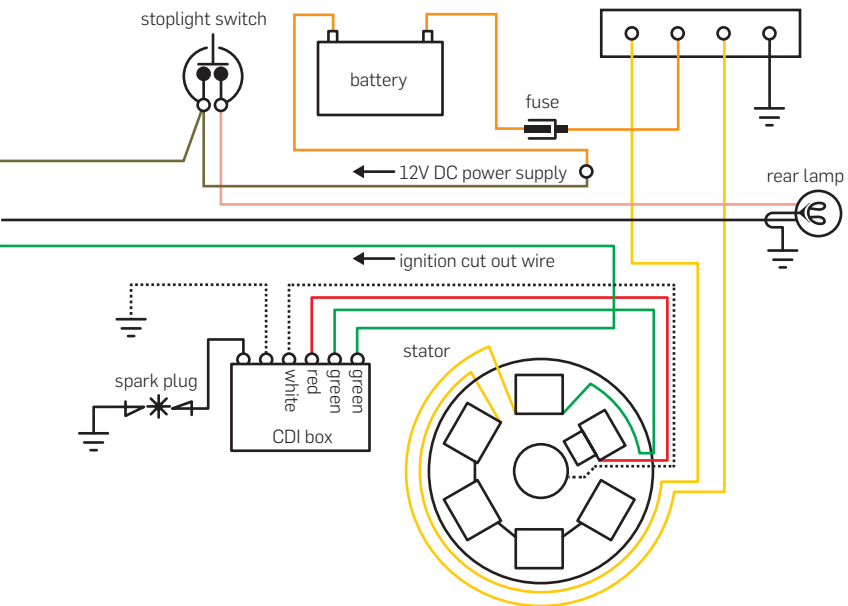 stoplight switch
battery
fuse
12V DC power supply
rear lamp
ignition cut out wire
stator
spark plug
white
red
green
green
CDI box